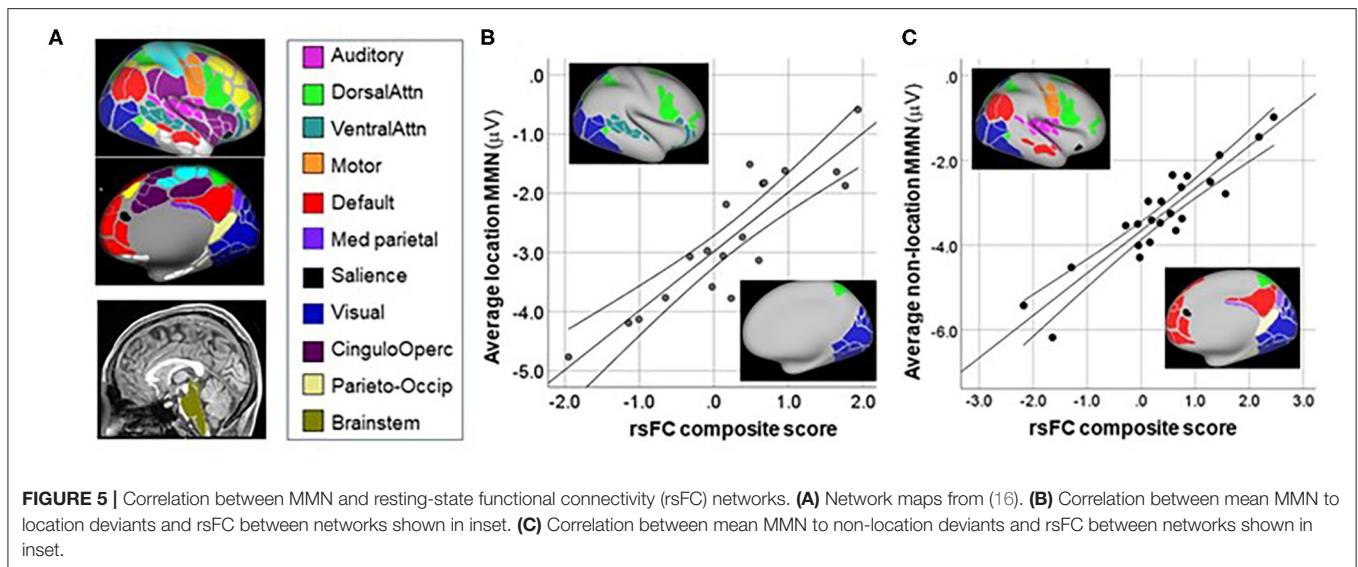 A
Auditory
DorsalAttn
VentralAttn
Motor
Default
Med parietal
Salience
Visual
CinguloOperc
Parieto-Occip
Brainstem
B
Average location MMN (μV)
.0
-1.0
-2.0
-3.0
-4.0
-5.0
-2.0 -1.0 .0 1.0 2.0
rsFC composite score
C
Average non-location MMN (μV)
.0
-2.0
-4.0
-6.0
-3.0 -2.0 -1.0 .0 1.0 2.0 3.0
rsFC composite score
FIGURE 5 | Correlation between MMN and resting-state functional connectivity (rsFC) networks. (A) Network maps from (16). (B) Correlation between mean MMN to
location deviants and rsFC between networks shown in inset. (C) Correlation between mean MMN to non-location deviants and rsFC between networks shown in
inset.